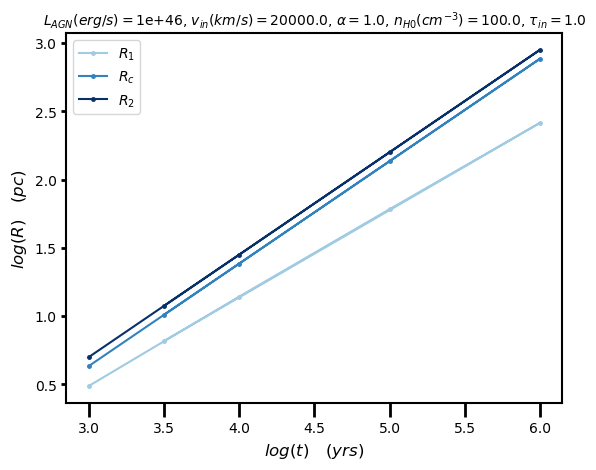 L_AGN(erg/s) = 1e+46, v_in(km/s) = 20000.0, α = 1.0, n_H0(cm^−3) = 100.0, τ_in = 1.0
R_1
R_c
R_2
3.0
2.5
2.0
1.5
1.0
0.5
log(R) (pc)
3.0 3.5 4.0 4.5 5.0 5.5 6.0
log(t) (yrs)